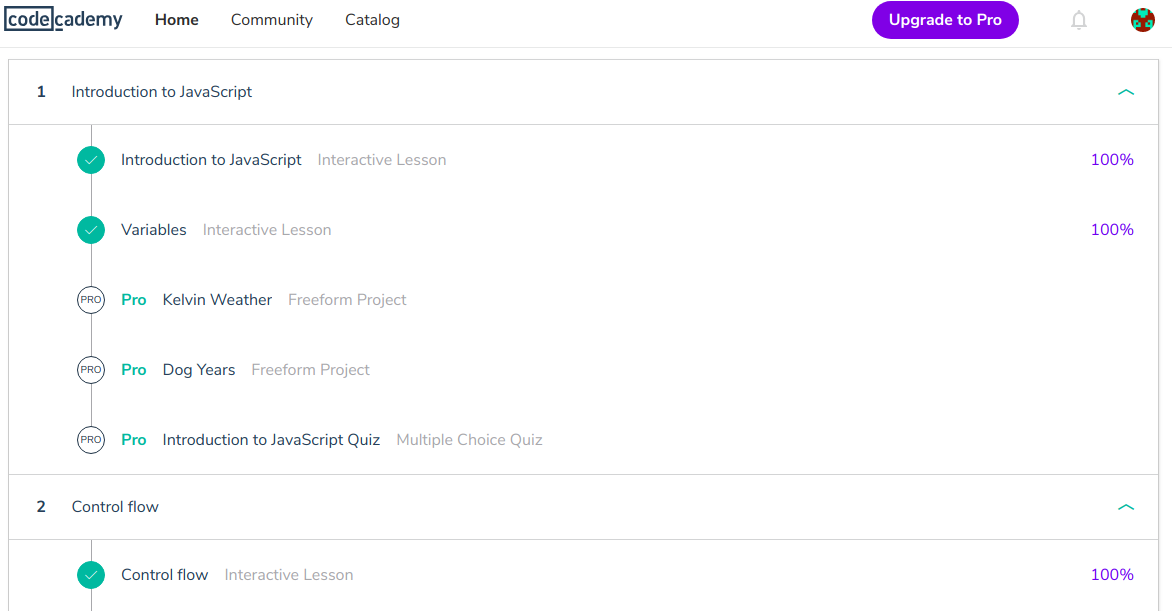 codecademy Home Community Catalog Upgrade to Pro
1 Introduction to JavaScript
Introduction to JavaScript Interactive Lesson 100%
Variables Interactive Lesson 100%
PRO Pro Kelvin Weather Freeform Project
PRO Pro Dog Years Freeform Project
PRO Pro Introduction to JavaScript Quiz Multiple Choice Quiz
2 Control flow
Control flow Interactive Lesson 100%